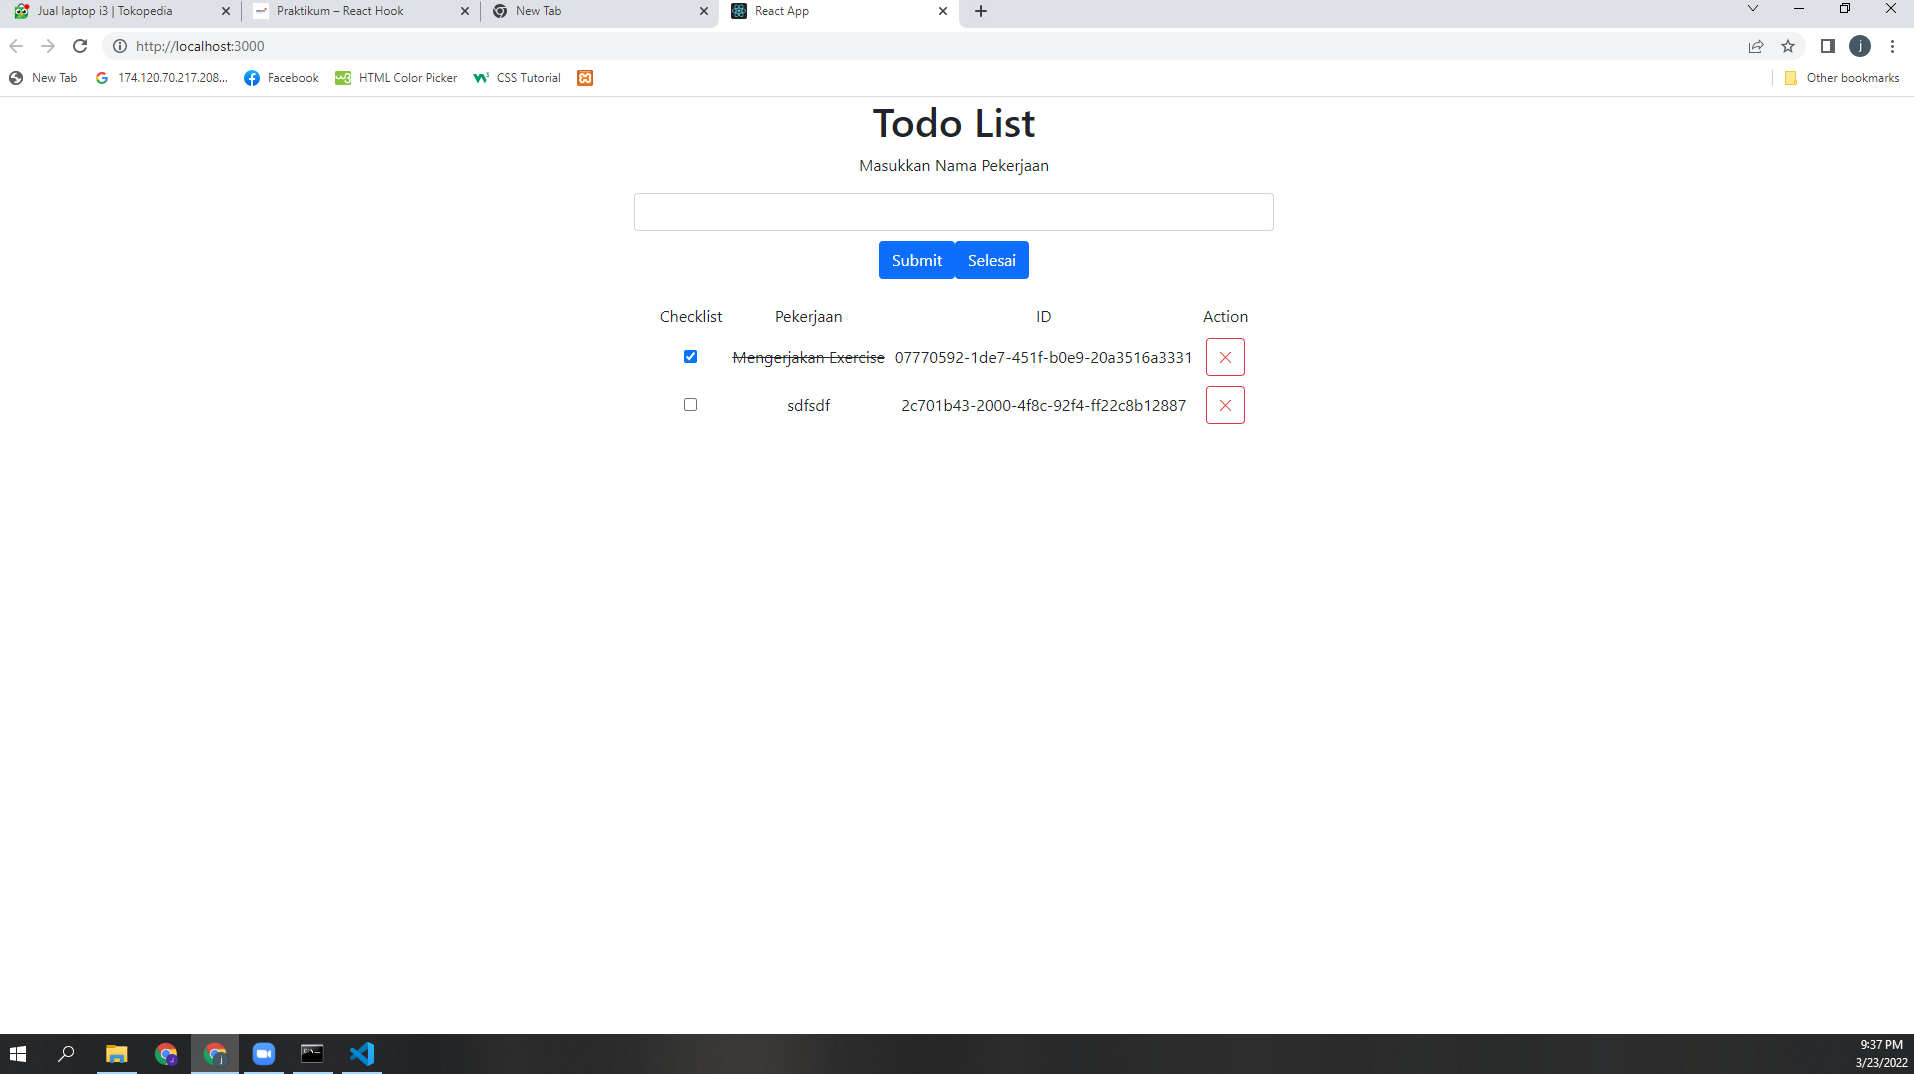 Jual laptop i3 | Tokopedia
Praktikum – React Hook
New Tab
React App
http://localhost:3000
j
New Tab
174.120.70.217.208...
Facebook
HTML Color Picker
CSS Tutorial
Other bookmarks
Todo List
Masukkan Nama Pekerjaan
Submit
Selesai
Checklist Pekerjaan ID Action
Mengerjakan Exercise 07770592-1de7-451f-b0e9-20a3516a3331
sdfsdf 2c701b43-2000-4f8c-92f4-ff22c8b12887
9:37 PM
3/23/2022